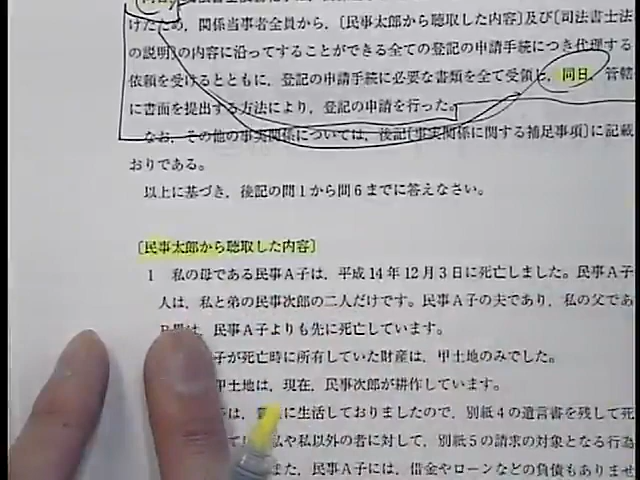 同日
けたため，関係当事者全員から，〔民事太郎から聴取した内容〕及び〔司法書士法
の説明〕の内容に沿ってすることができる全ての登記の申請手続につき代理する
依頼を受けるとともに，登記の申請手続に必要な書類を全て受領し，同日，管轄
に書面を提出する方法により，登記の申請を行った。
なお，その他の事実関係については，後記〔事実関係に関する補足事項〕に記載
おりである。
以上に基づき，後記の問1から問6までに答えなさい。
〔民事太郎から聴取した内容〕
1 私の母である民事A子は，平成14年12月3日に死亡しました。民事A子
人は，私と弟の民事次郎の二人だけです。民事A子の夫であり，私の父であ
は，民事A子よりも先に死亡しています。
子が死亡時に所有していた財産は，甲土地のみでした。
甲土地は，現在，民事次郎が耕作しています。
は，に生活しておりましたので，別紙4の遺言書を残して死
て私や私以外の者に対して，別紙5の請求の対象となる行為
また，民事A子には，借金やローンなどの負債もありませ